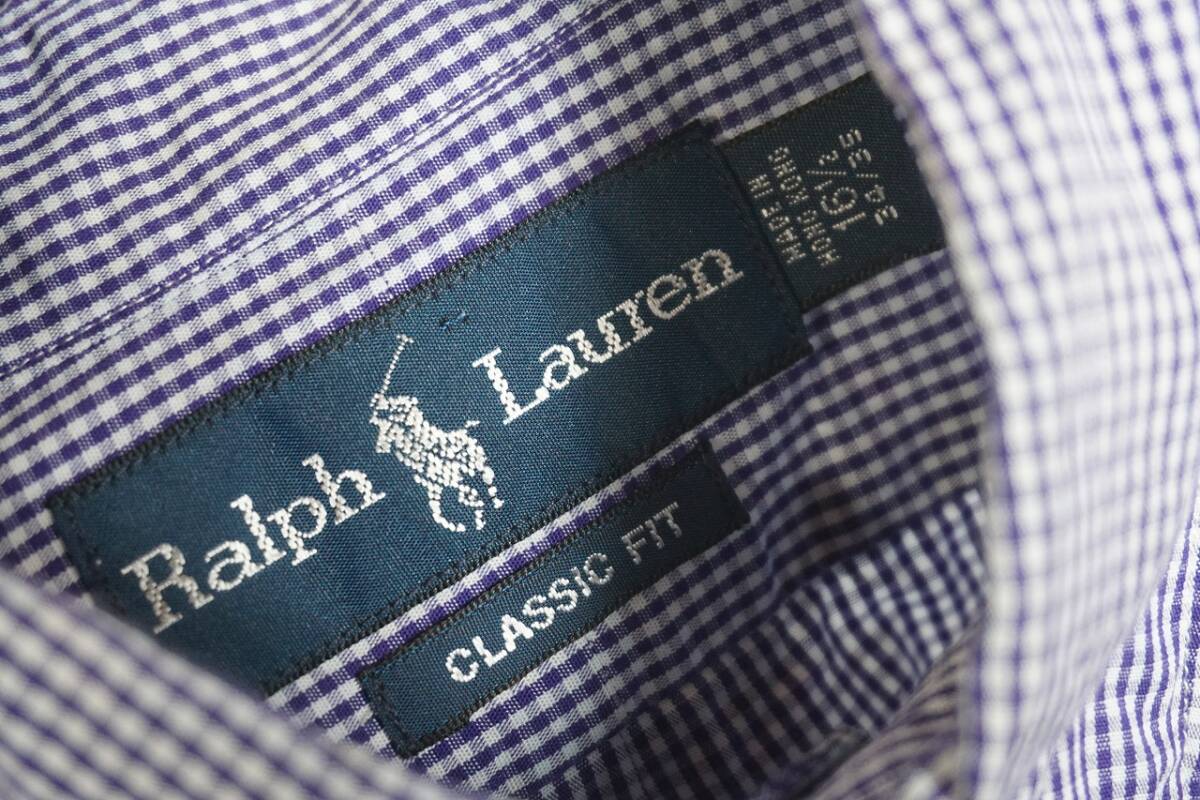 Ralph Lauren
CLASSIC FIT
MADE IN
HONG KONG
16 1/2
34/35